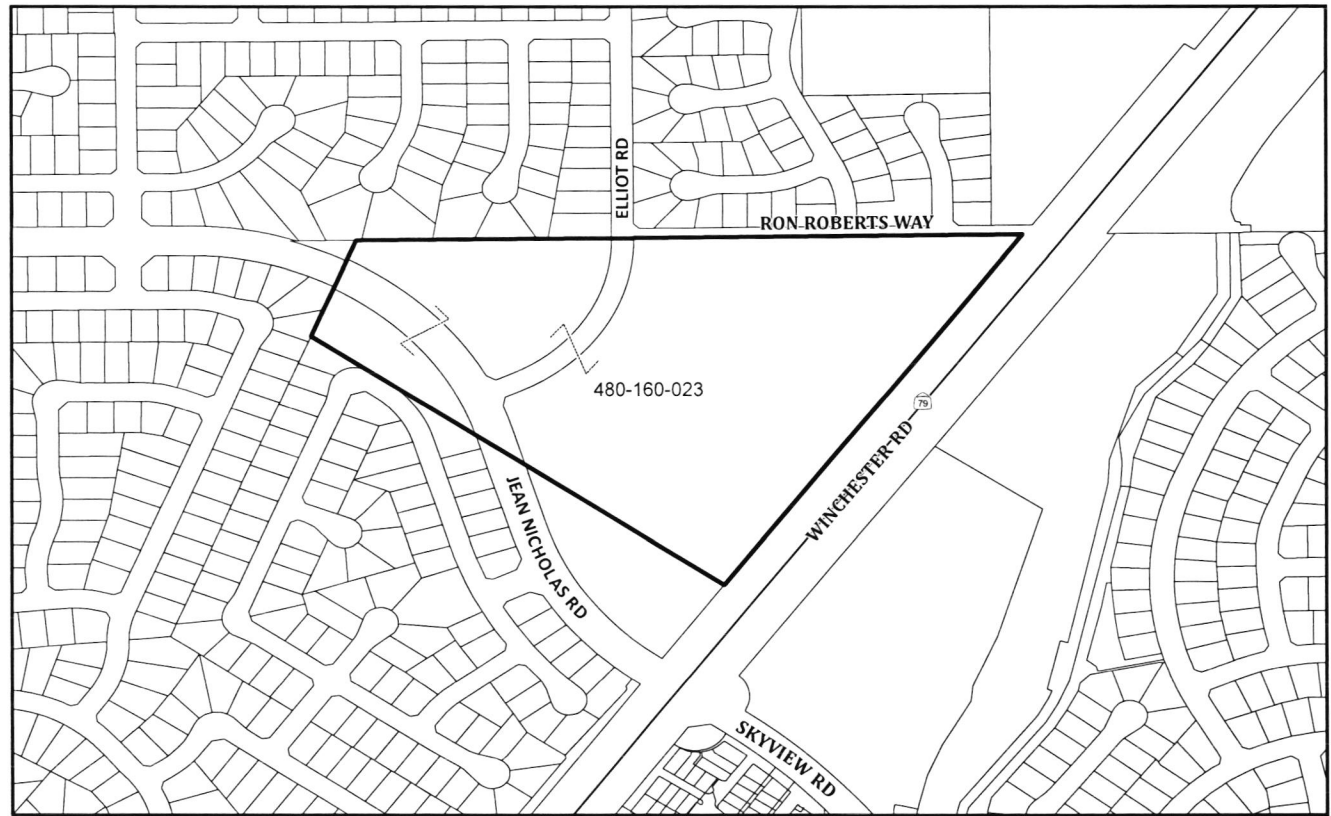 ELLIOT RD
RON ROBERTS WAY
480-160-023
79
WINCHESTER RD
JEAN NICHOLAS RD
SKYVIEW RD